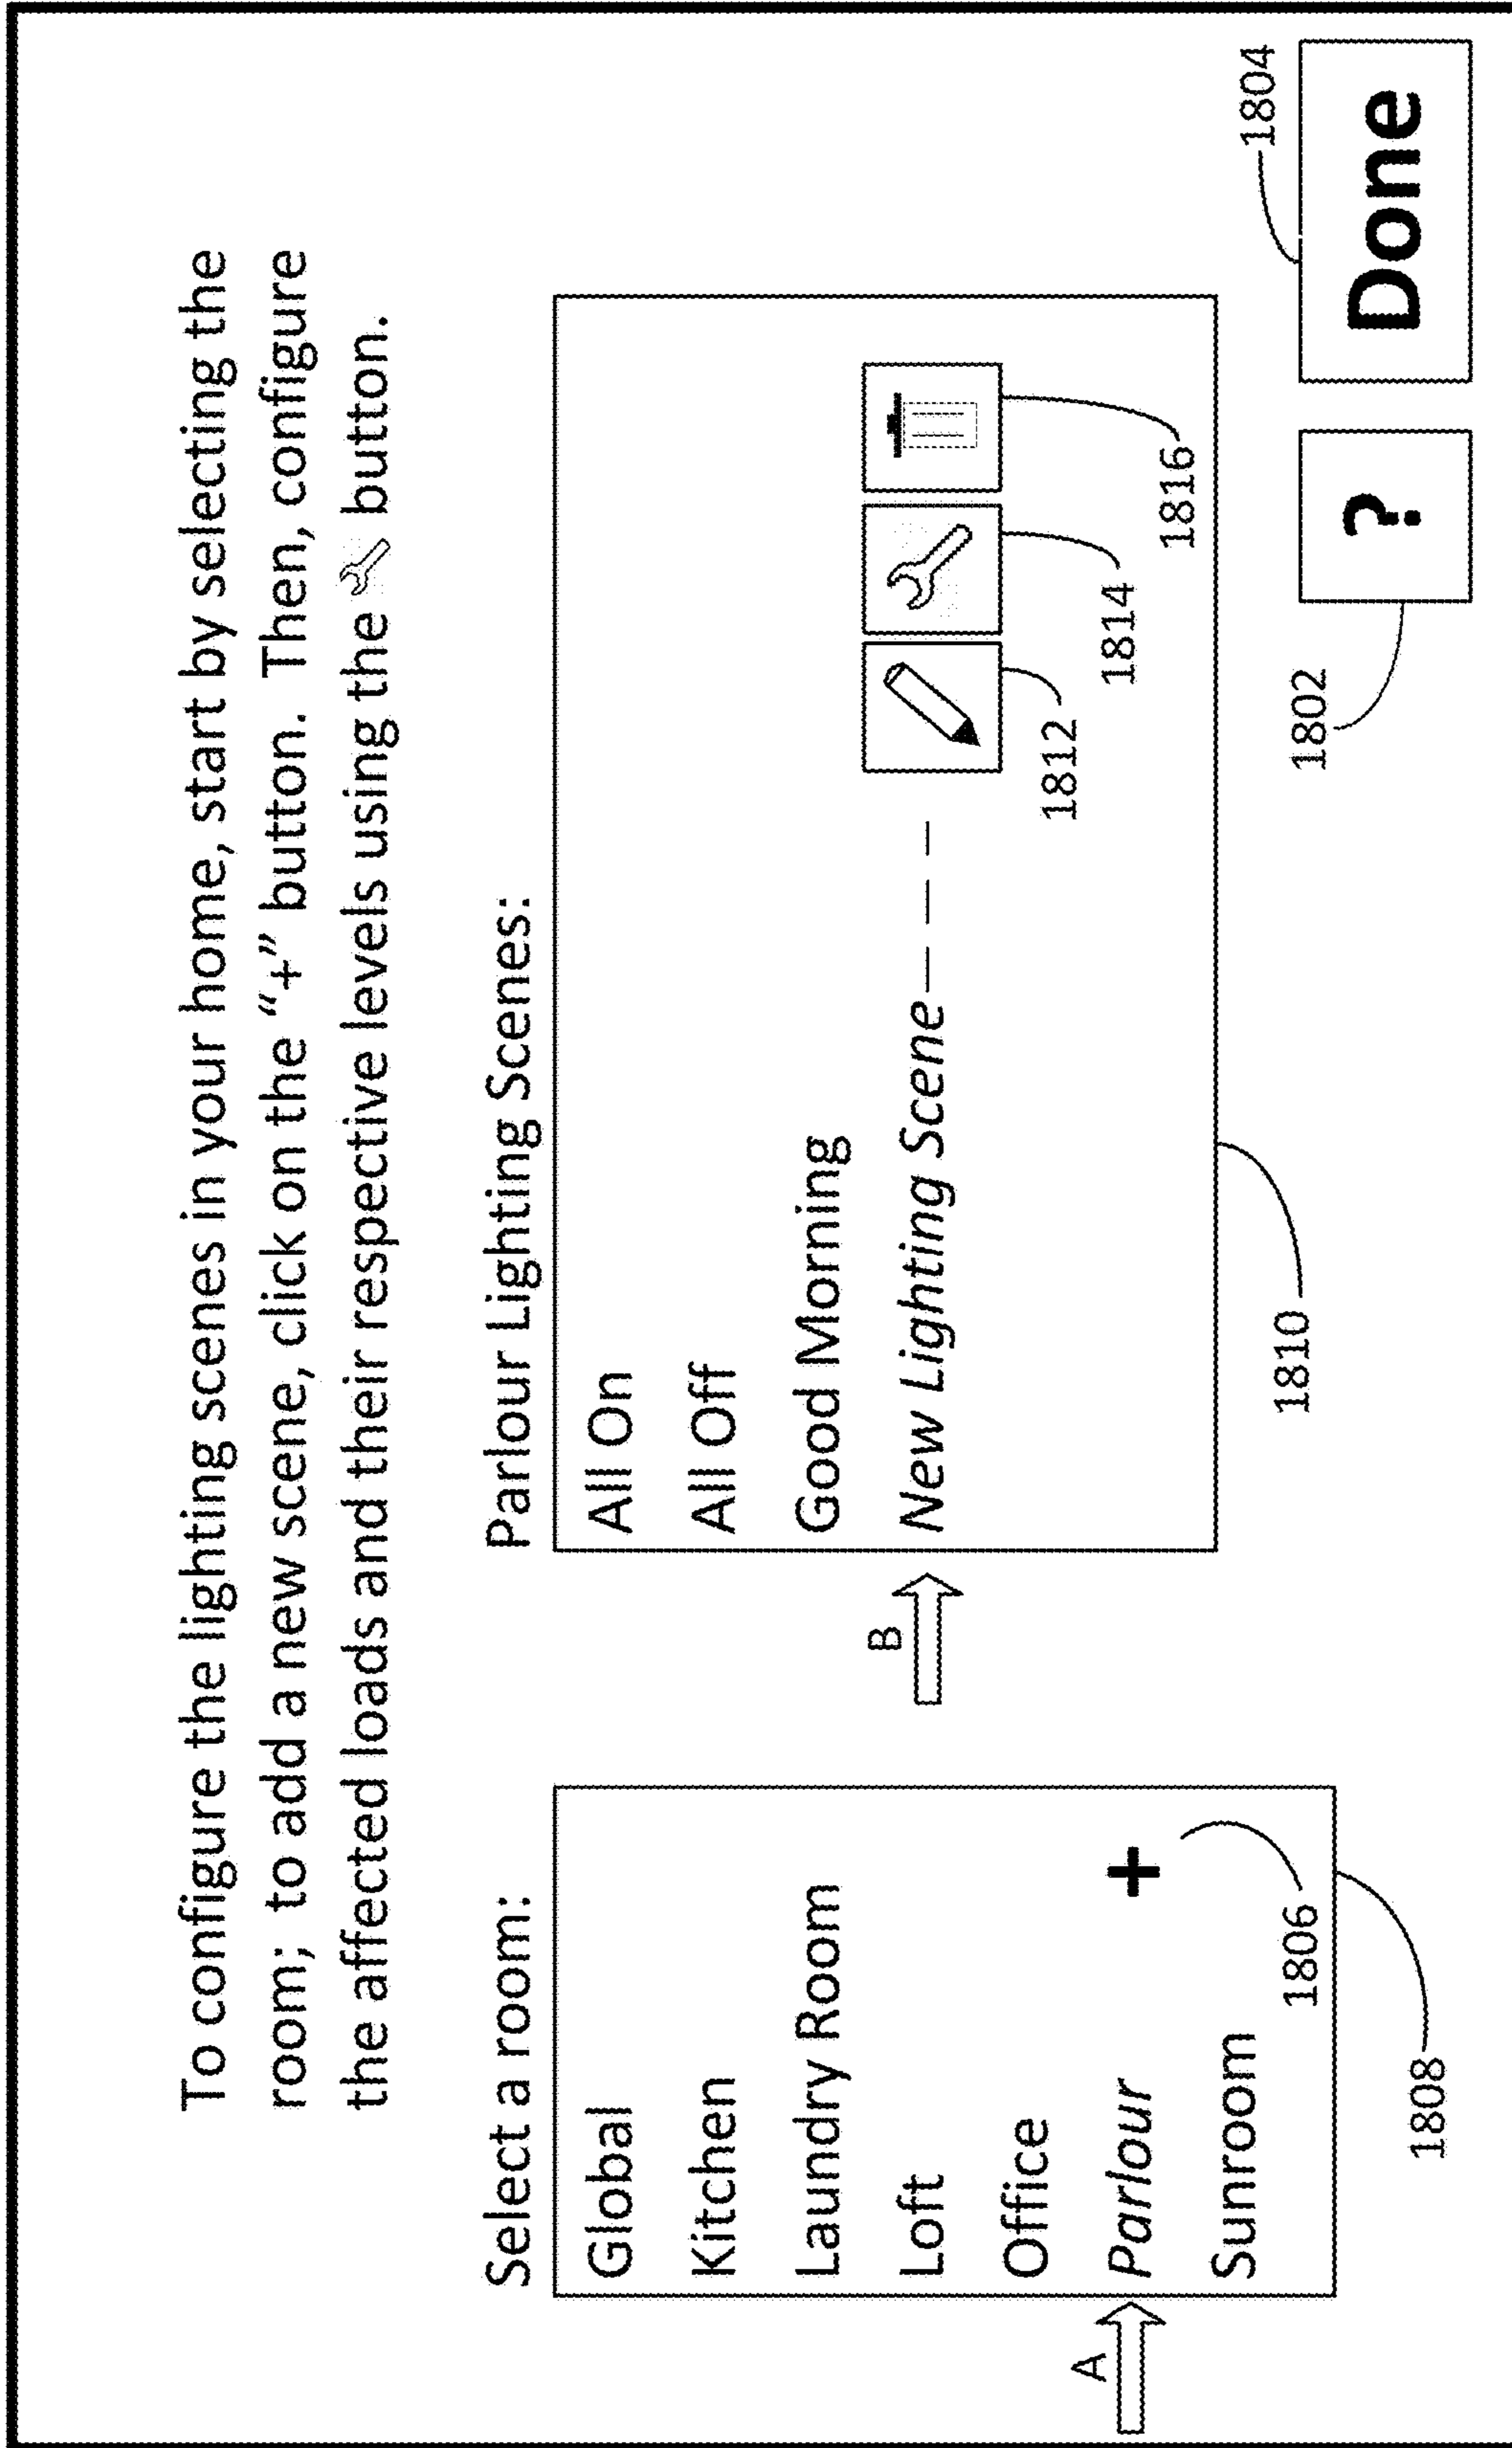 To configure the lighting scenes in your home, start by selecting the
room;  to add a new scene, click on the “+” button.  Then, configure
the affected loads and their respective levels using the button.
Select a room:
Global
Kitchen
Laundry Room
Loft
Office
A
Parlour +
Sunroom
1806
1808
Parlour Lighting Scenes:
All On
All Off
Good Morning
B
New Lighting Scene
1812
1814
1816
1810
1802
?
1804
Done